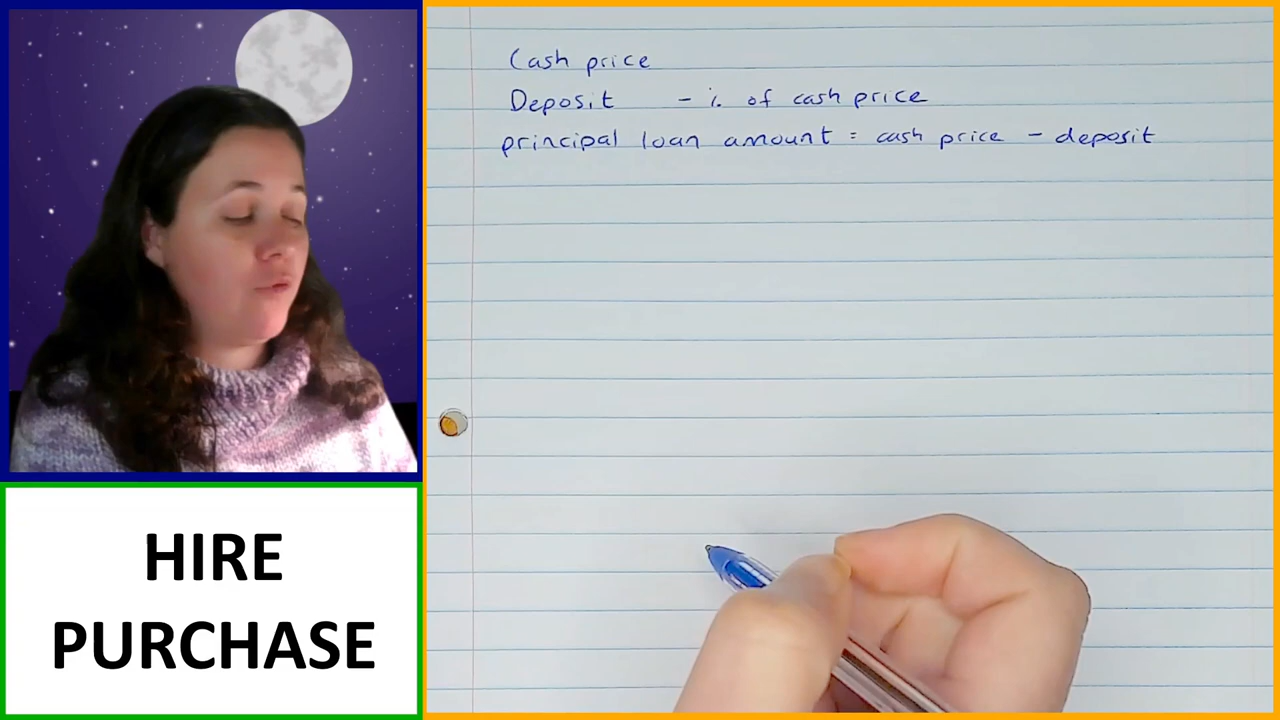 Cash price
Deposit - % of cash price
principal loan amount = cash price - deposit
HIRE
PURCHASE